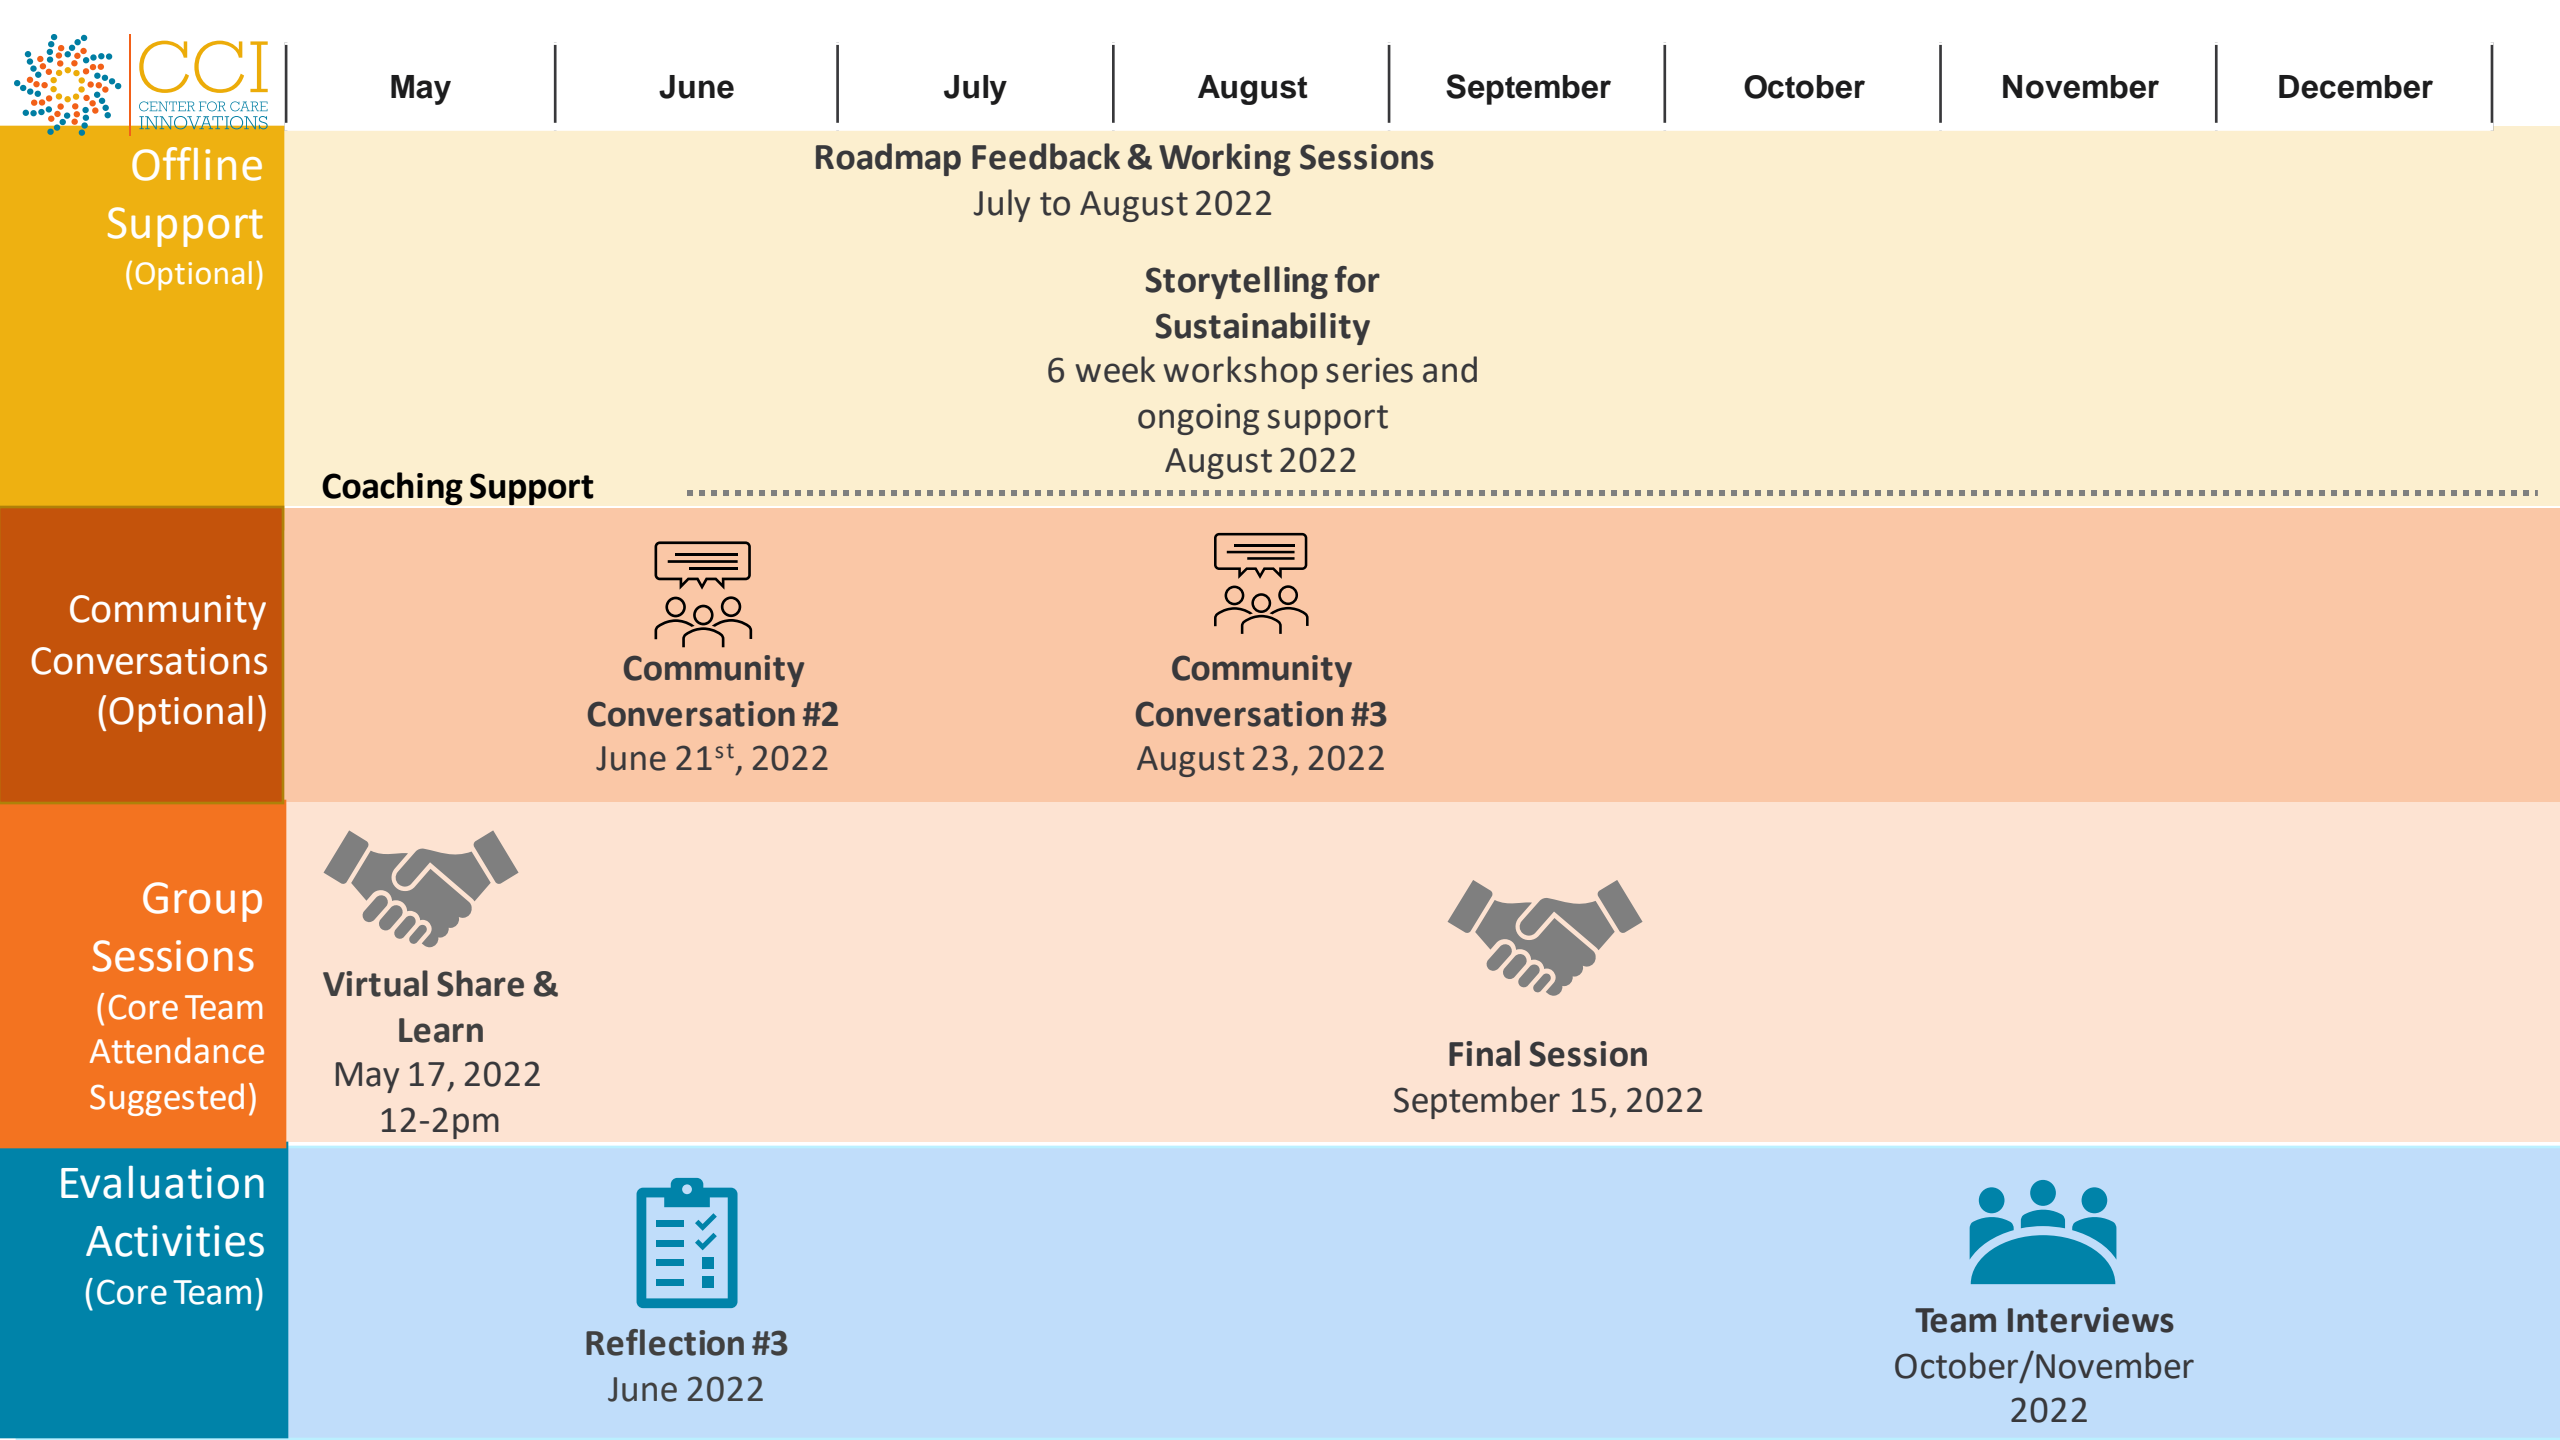 CCI
CENTER FOR CARE
INNOVATIONS
May June July August September October November December
Offline
Support
(Optional)
Roadmap Feedback & Working Sessions
July to August 2022
Storytelling for
Sustainability
6 week workshop series and
ongoing support
August 2022
Coaching Support
Community
Conversations
(Optional)
Community
Conversation #2
June 21st, 2022
Community
Conversation #3
August 23, 2022
Group
Sessions
(Core Team
Attendance
Suggested)
Virtual Share &
Learn
May 17, 2022
12-2pm
Final Session
September 15, 2022
Evaluation
Activities
(Core Team)
Reflection #3
June 2022
Team Interviews
October/November
2022